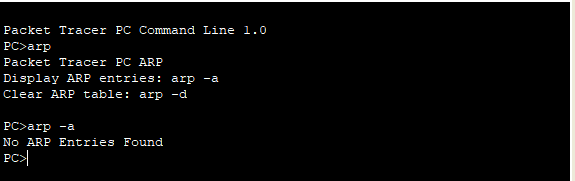 Packet Tracer PC Command Line 1.0
PC>arp
Packet Tracer PC ARP
Display ARP entries: arp -a
Clear ARP table: arp -d
PC>arp -a
No ARP Entries Found
PC>